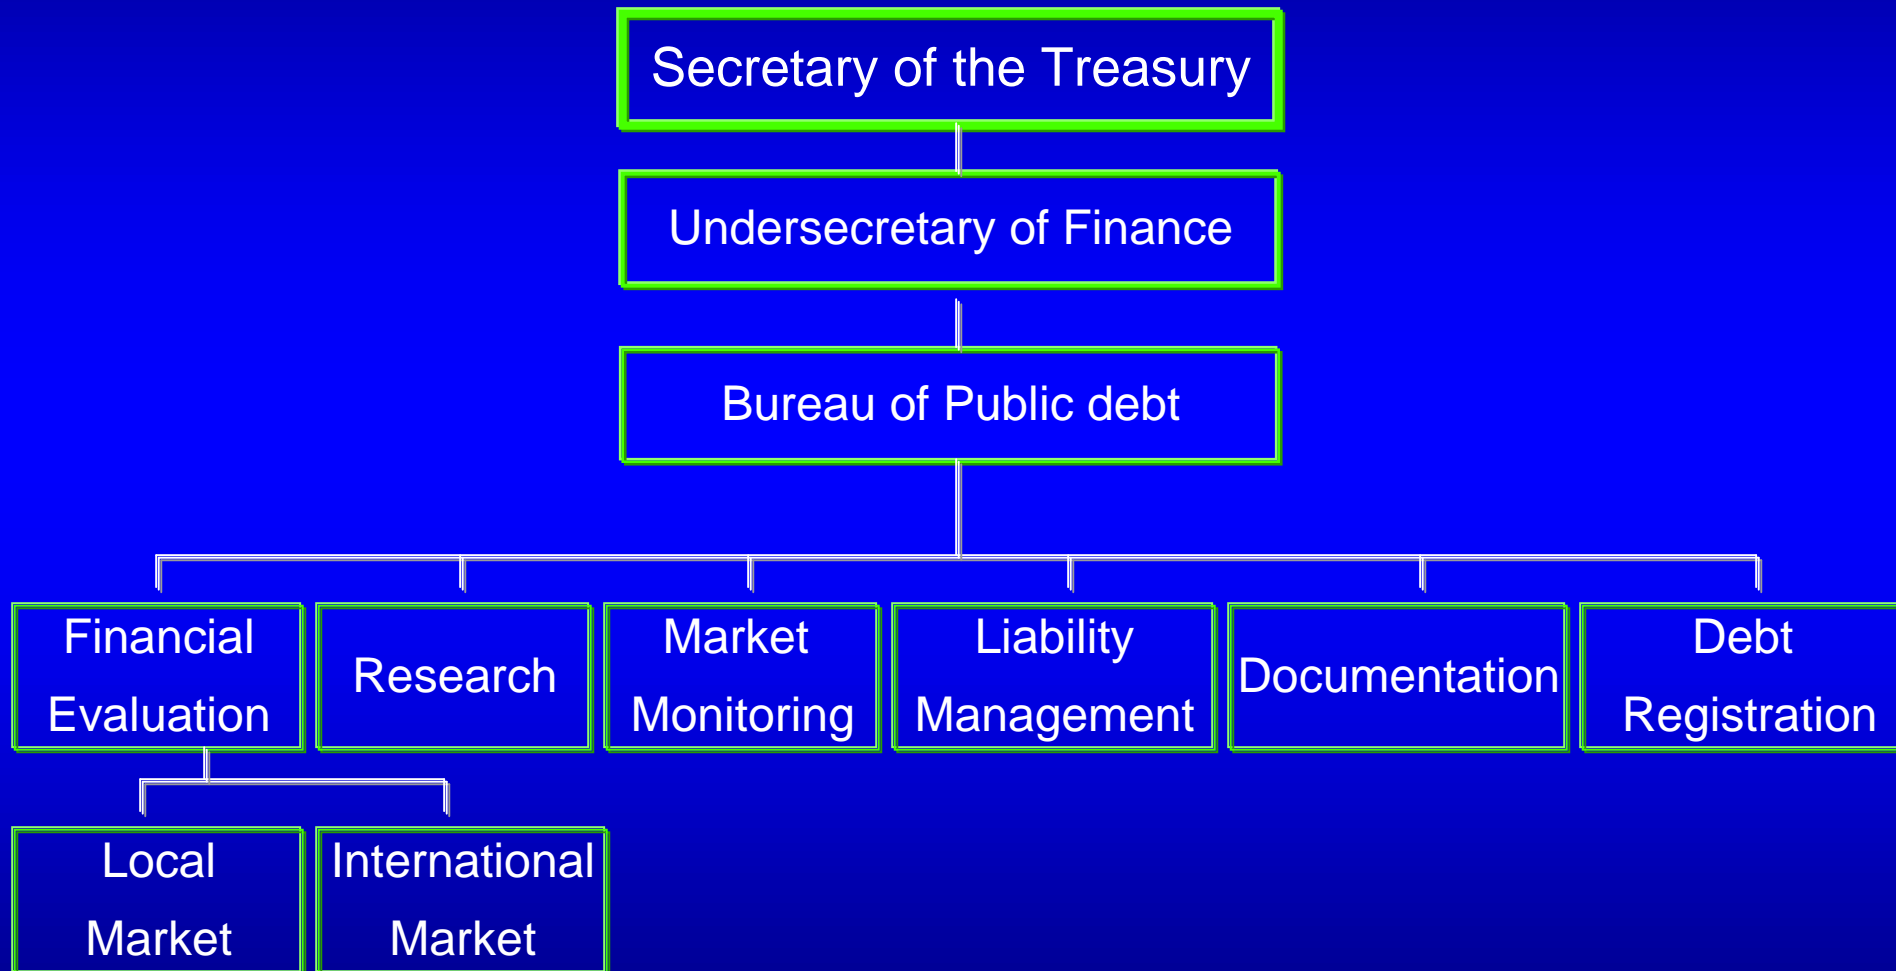 Secretary of the Treasury
Undersecretary of Finance
Bureau of Public debt
Financial
Evaluation
Research
Market
Monitoring
Liability
Management
Documentation
Debt
Registration
Local
Market
International
Market